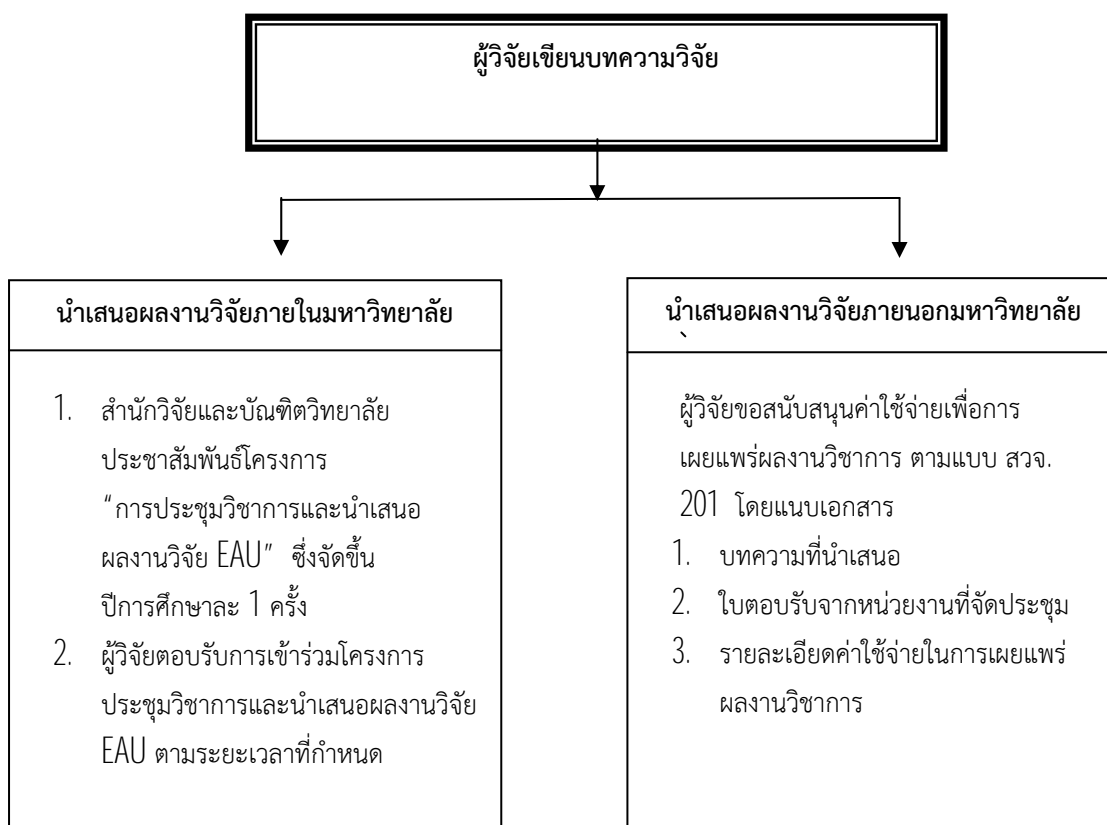 ผู้วิจัยเขียนบทความวิจัย
นำเสนอผลงานวิจัยภายในมหาวิทยาลัย
1. สำนักวิจัยและบัณฑิตวิทยาลัย
ประชาสัมพันธ์โครงการ
"การประชุมวิชาการและนำเสนอ
ผลงานวิจัย EAU" ซึ่งจัดขึ้น
ปีการศึกษาละ 1 ครั้ง
2. ผู้วิจัยตอบรับการเข้าร่วมโครงการ
ประชุมวิชาการและนำเสนอผลงานวิจัย
EAU ตามระยะเวลาที่กำหนด
นำเสนอผลงานวิจัยภายนอกมหาวิทยาลัย
`
ผู้วิจัยขอสนับสนุนค่าใช้จ่ายเพื่อการ
เผยแพร่ผลงานวิชาการ ตามแบบ สวจ.
201 โดยแนบเอกสาร
1. บทความที่นำเสนอ
2. ใบตอบรับจากหน่วยงานที่จัดประชุม
3. รายละเอียดค่าใช้จ่ายในการเผยแพร่
ผลงานวิชาการ